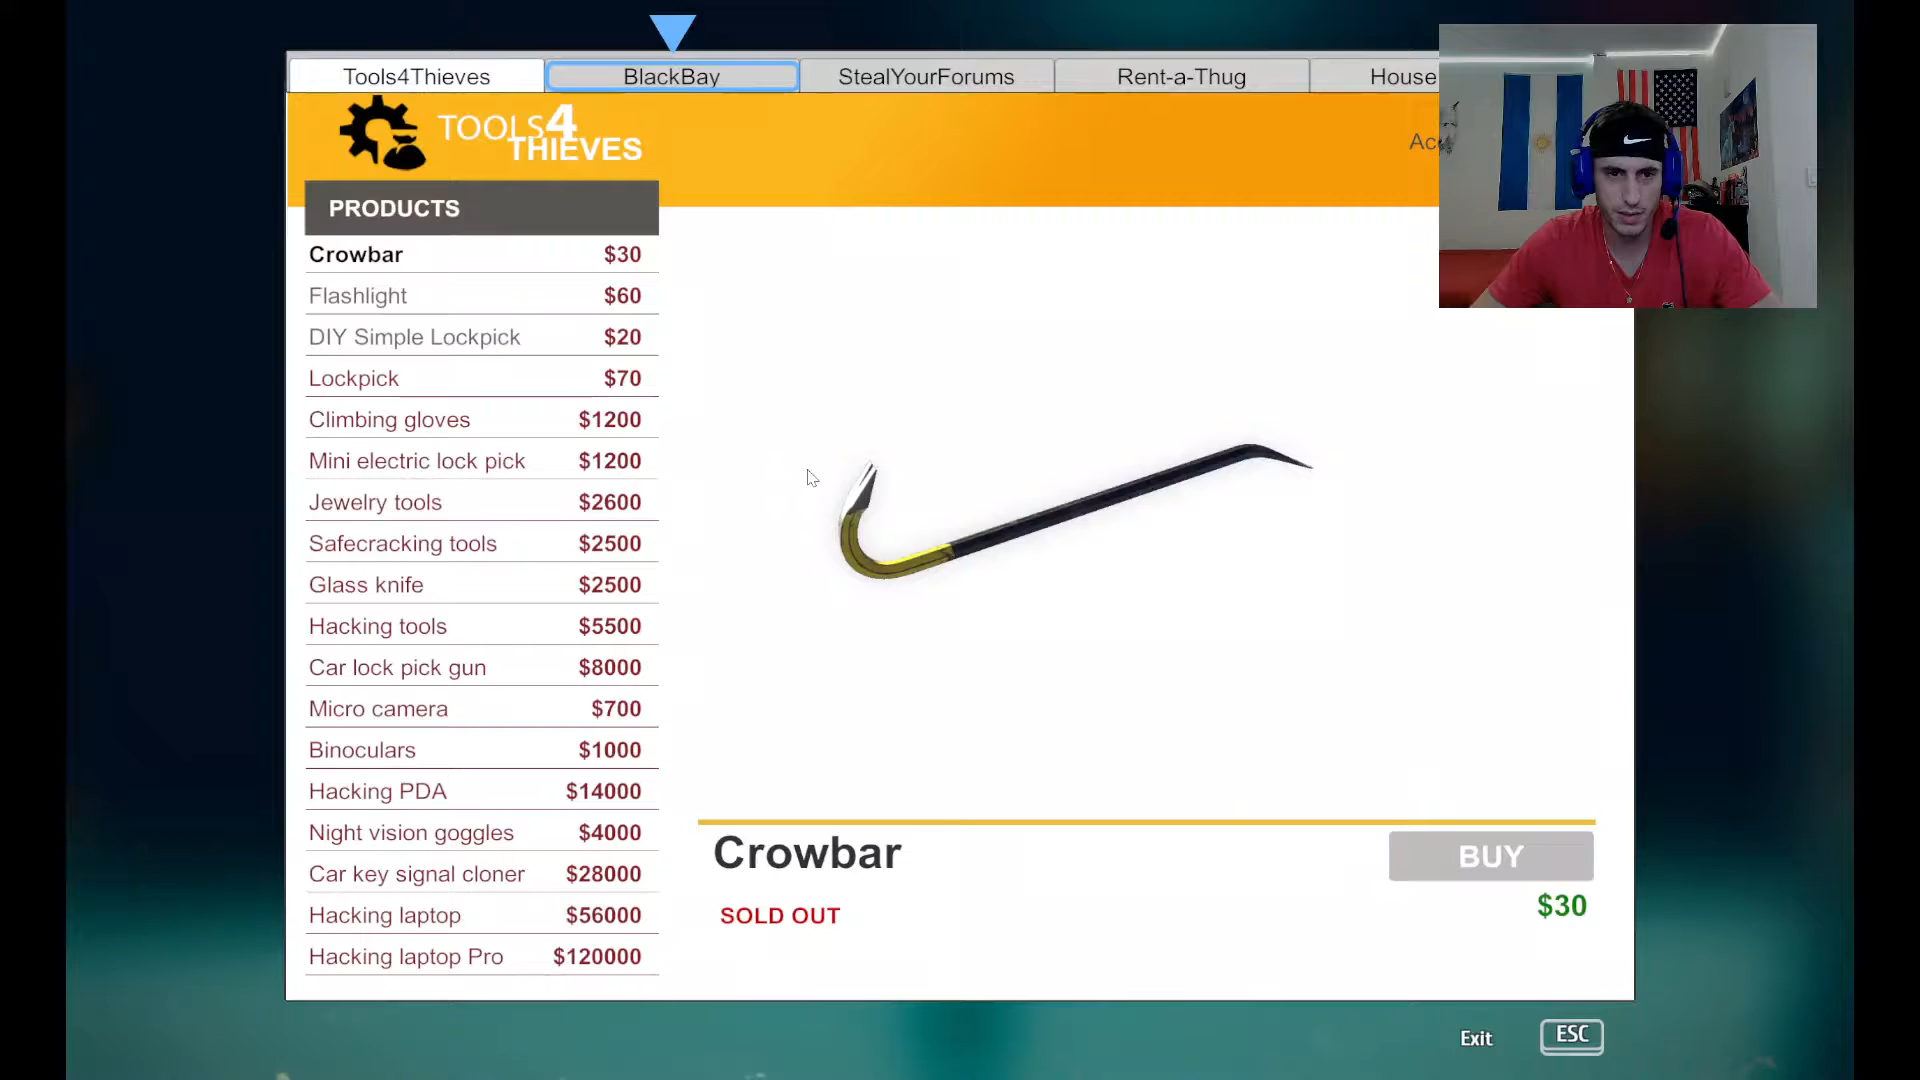 Tools4Thieves BlackBay StealYourForums Rent-a-Thug House
TOOLS4
THIEVES
Acc
PRODUCTS
Crowbar $30
Flashlight $60
DIY Simple Lockpick $20
Lockpick $70
Climbing gloves $1200
Mini electric lock pick $1200
Jewelry tools $2600
Safecracking tools $2500
Glass knife $2500
Hacking tools $5500
Car lock pick gun $8000
Micro camera $700
Binoculars $1000
Hacking PDA $14000
Night vision goggles $4000
Car key signal cloner $28000
Hacking laptop $56000
Hacking laptop Pro $120000
Crowbar
BUY
$30
SOLD OUT
Exit ESC